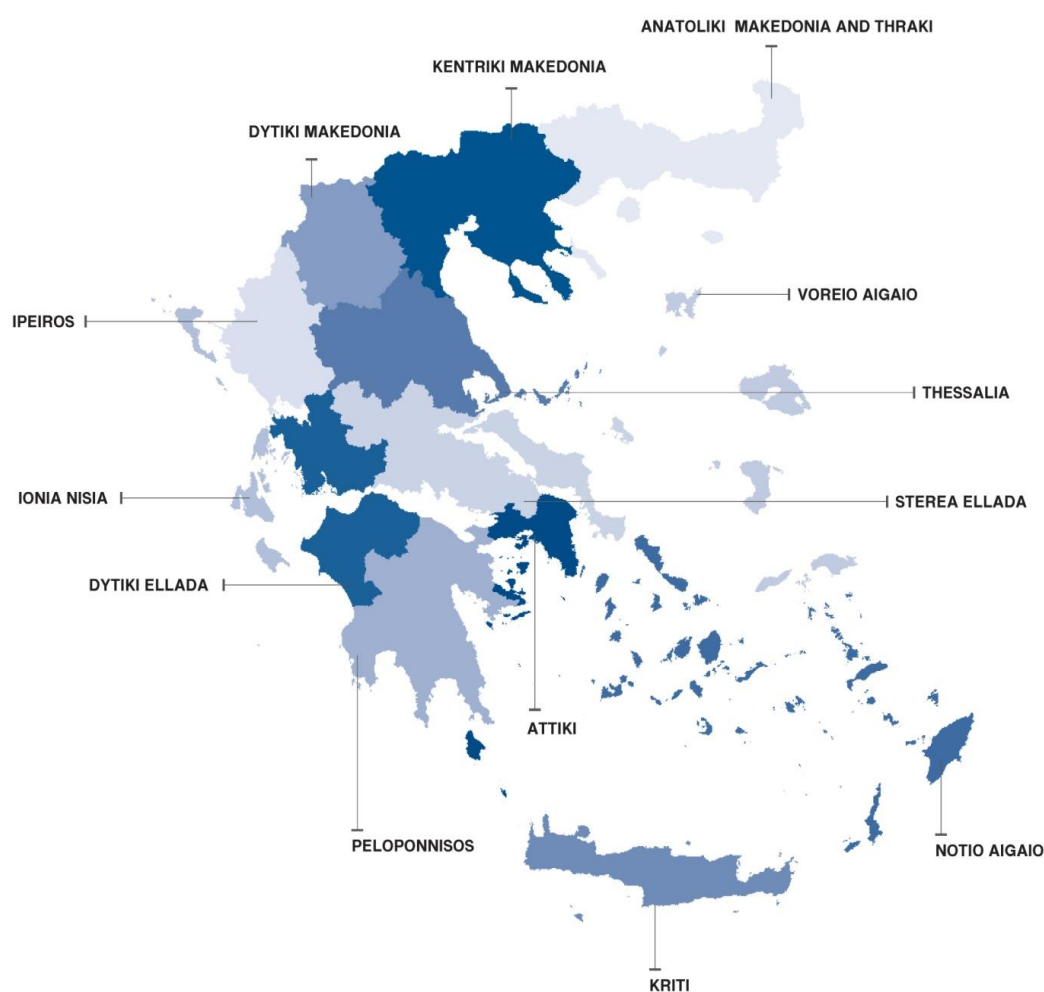 ANATOLIKI MAKEDONIA AND THRAKI
KENTRIKI MAKEDONIA
DYTIKI MAKEDONIA
VOREIO AIGAIO
IPEIROS
THESSALIA
IONIA NISIA
STEREA ELLADA
DYTIKI ELLADA
ATTIKI
PELOPONNISOS
NOTIO AIGAIO
KRITI